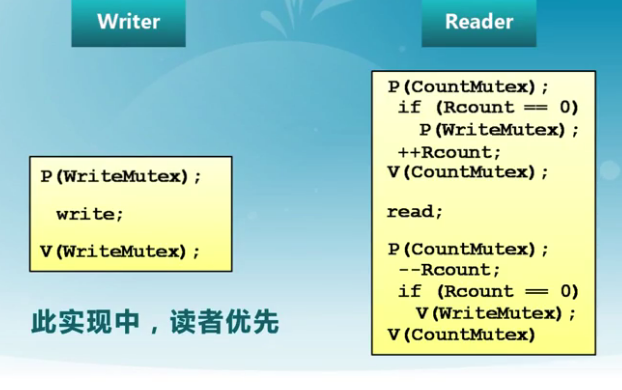 Writer
P(WriteMutex);
write;
V(WriteMutex);
此实现中，读者优先
Reader
P(CountMutex);
if (Rcount == 0)
P(WriteMutex);
++Rcount;
V(CountMutex);
read;
P(CountMutex);
--Rcount;
if (Rcount == 0)
V(WriteMutex);
V(CountMutex)